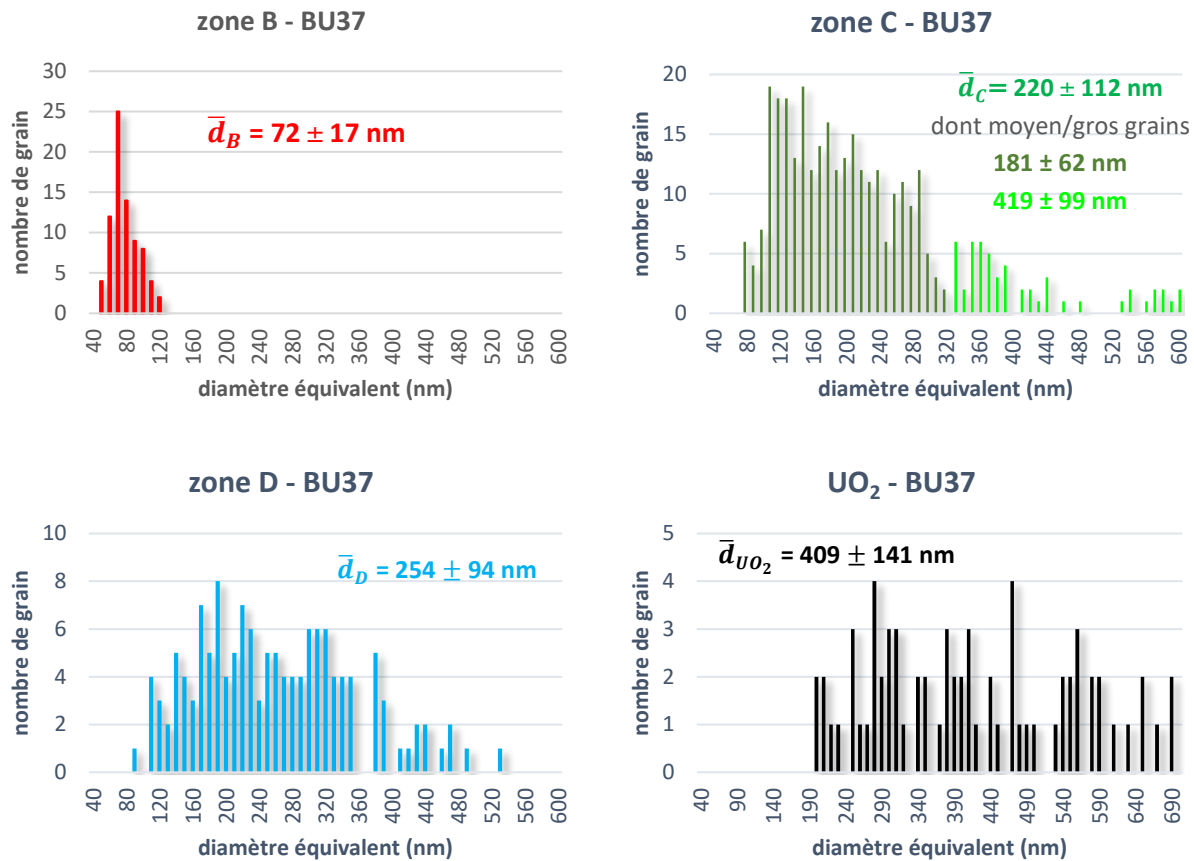 zone B - BU37
nombre de grain
30
25
20
15
10
5
0
d̅B = 72 ± 17 nm
40 80 120 160 200 240 280 320 360 400 440 480 520 560 600
diamètre équivalent (nm)
zone C - BU37
nombre de grain
20
15
10
5
0
d̅C= 220 ± 112 nm
dont moyen/gros grains
181 ± 62 nm
419 ± 99 nm
40 80 120 160 200 240 280 320 360 400 440 480 520 560 600
diamètre équivalent (nm)
zone D - BU37
nombre de grain
10
8
6
4
2
0
d̅D = 254 ± 94 nm
40 80 120 160 200 240 280 320 360 400 440 480 520 560 600
diamètre équivalent (nm)
UO₂ - BU37
nombre de grain
5
4
3
2
1
0
d̅UO₂ = 409 ± 141 nm
40 90 140 190 240 290 340 390 440 490 540 590 640 690
diamètre équivalent (nm)